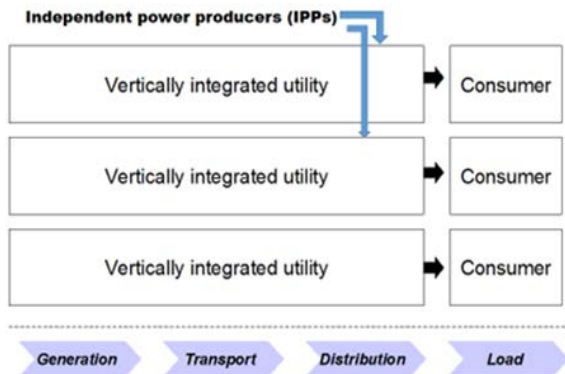 Independent power producers (IPPs)
Vertically integrated utility
Consumer
Vertically integrated utility
Consumer
Vertically integrated utility
Consumer
Generation
Transport
Distribution
Load